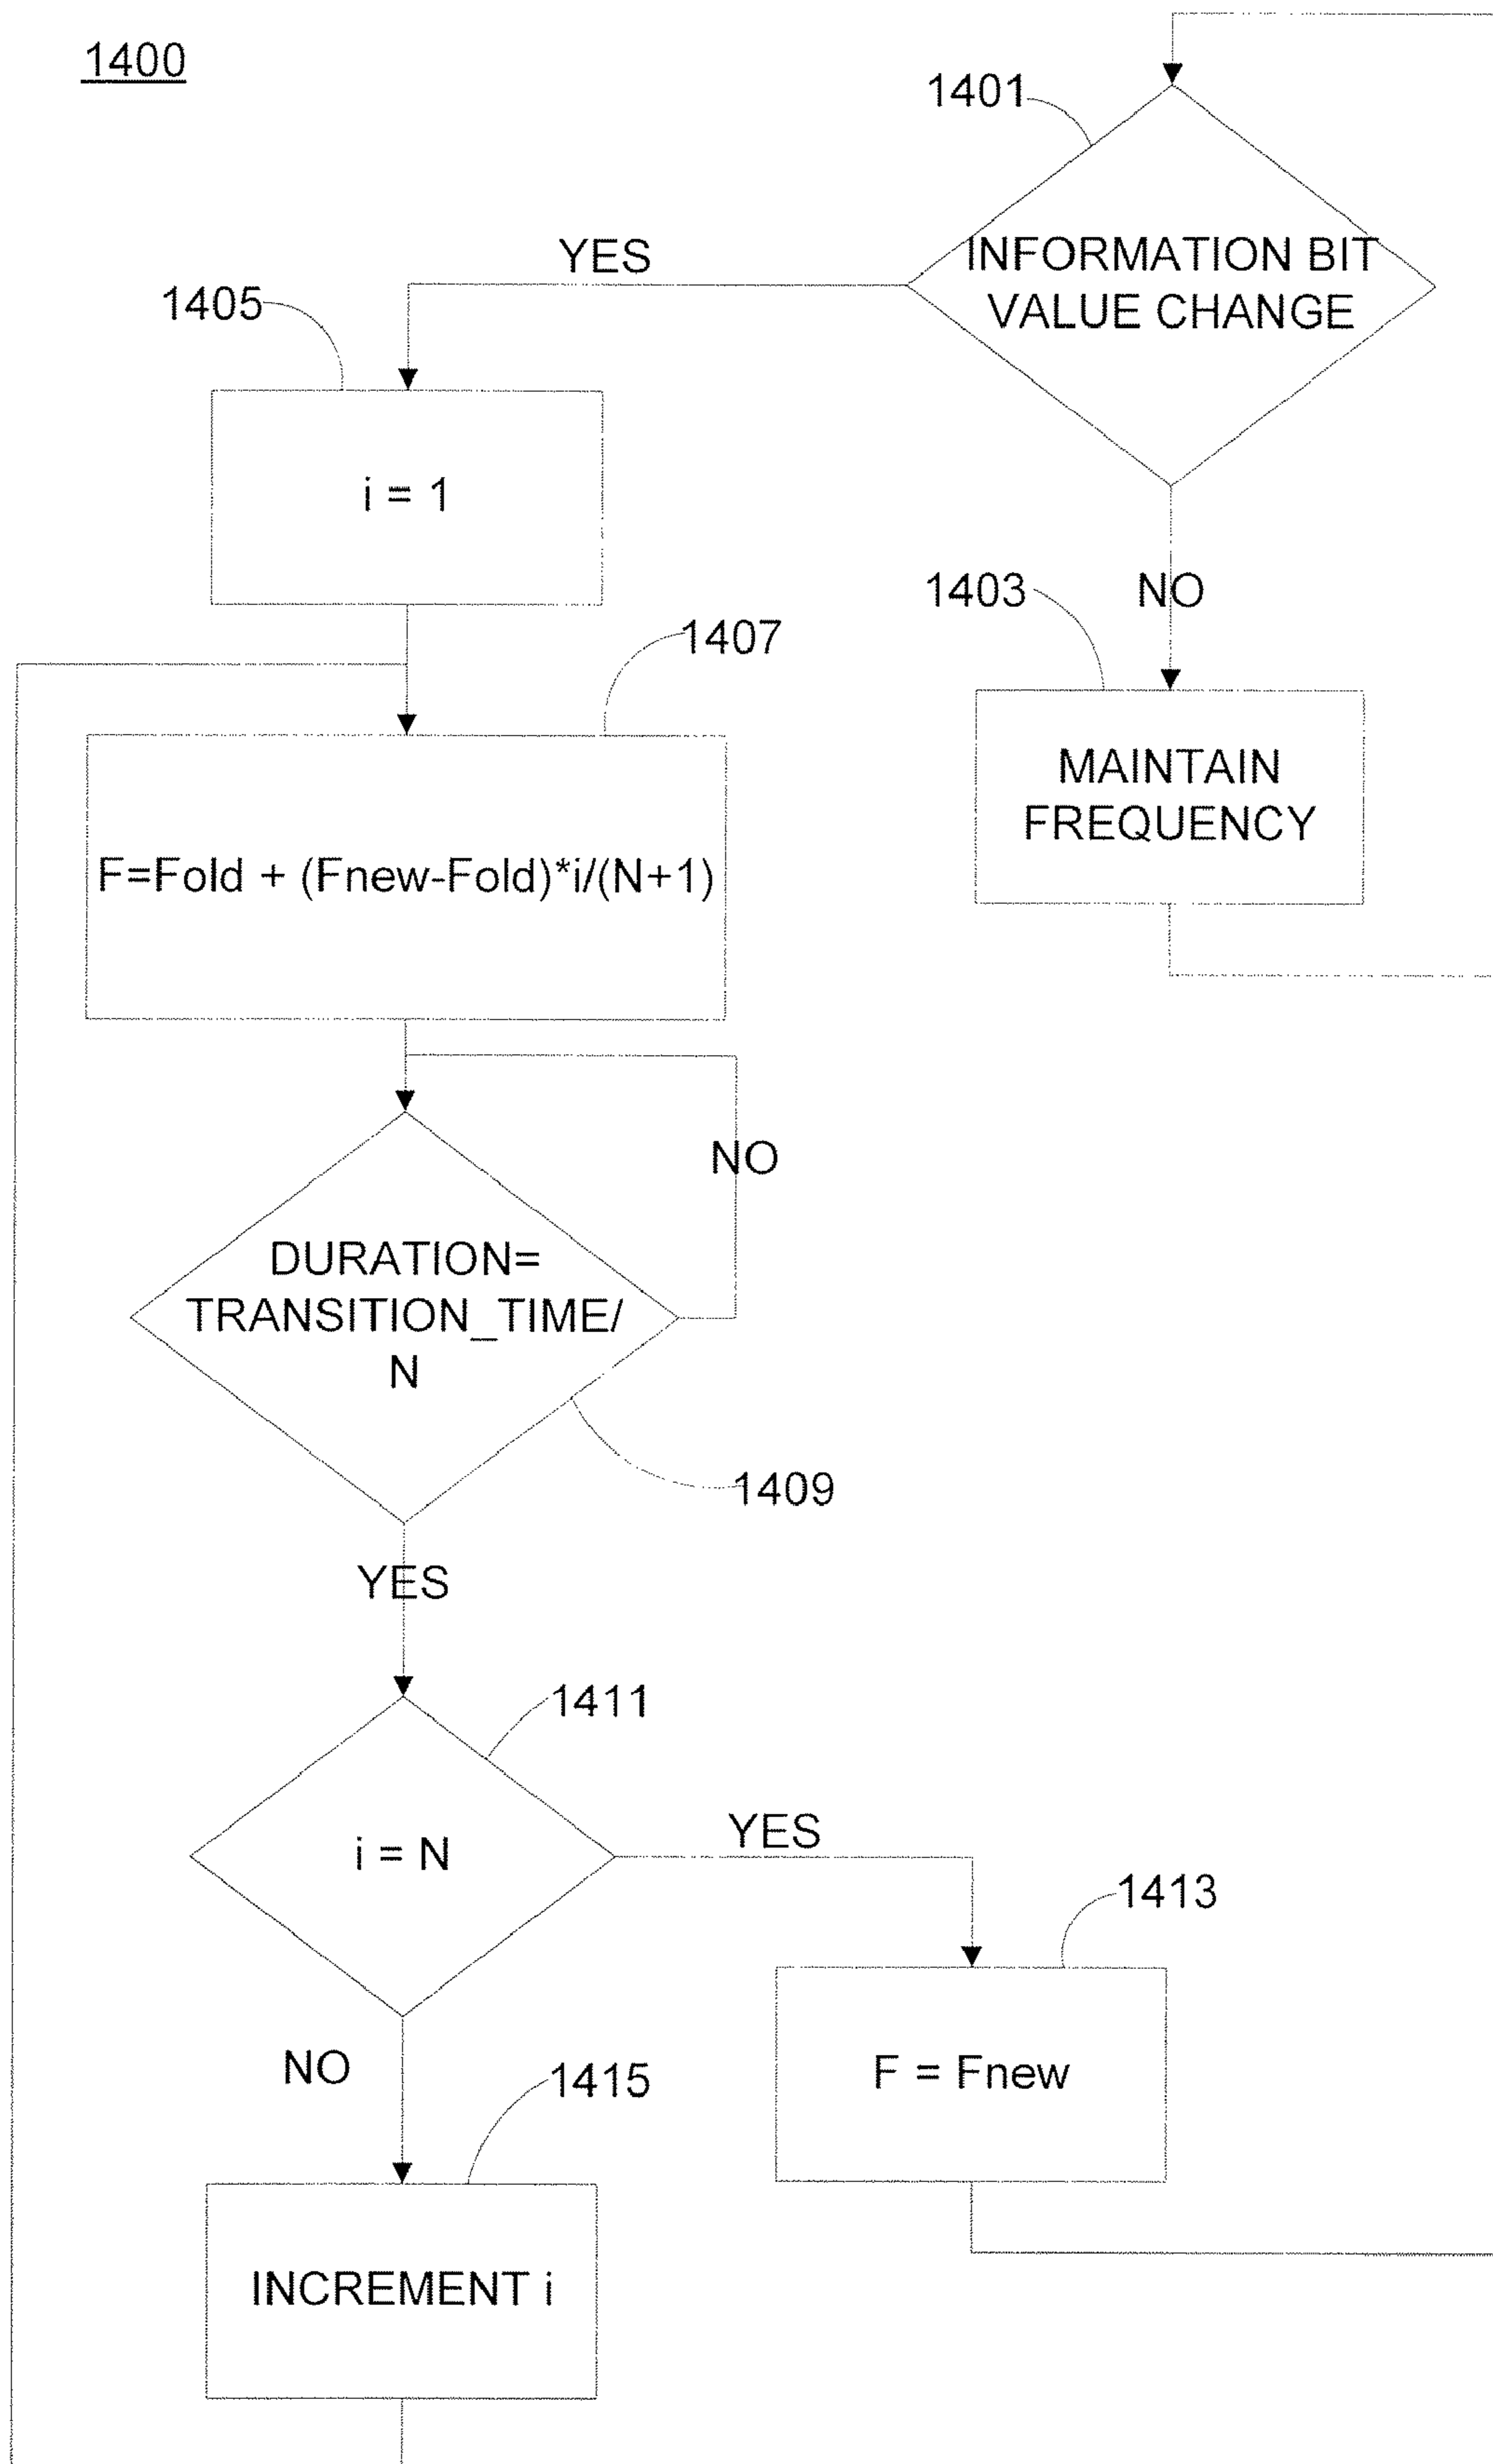 1400
1401
INFORMATION BIT
VALUE CHANGE
YES
1405
i = 1
1403
NO
MAINTAIN
FREQUENCY
1407
F=Fold + (Fnew-Fold)*i/(N+1)
NO
DURATION=
TRANSITION_TIME/
N
1409
YES
1411
i = N
YES
1413
F = Fnew
NO
1415
INCREMENT i